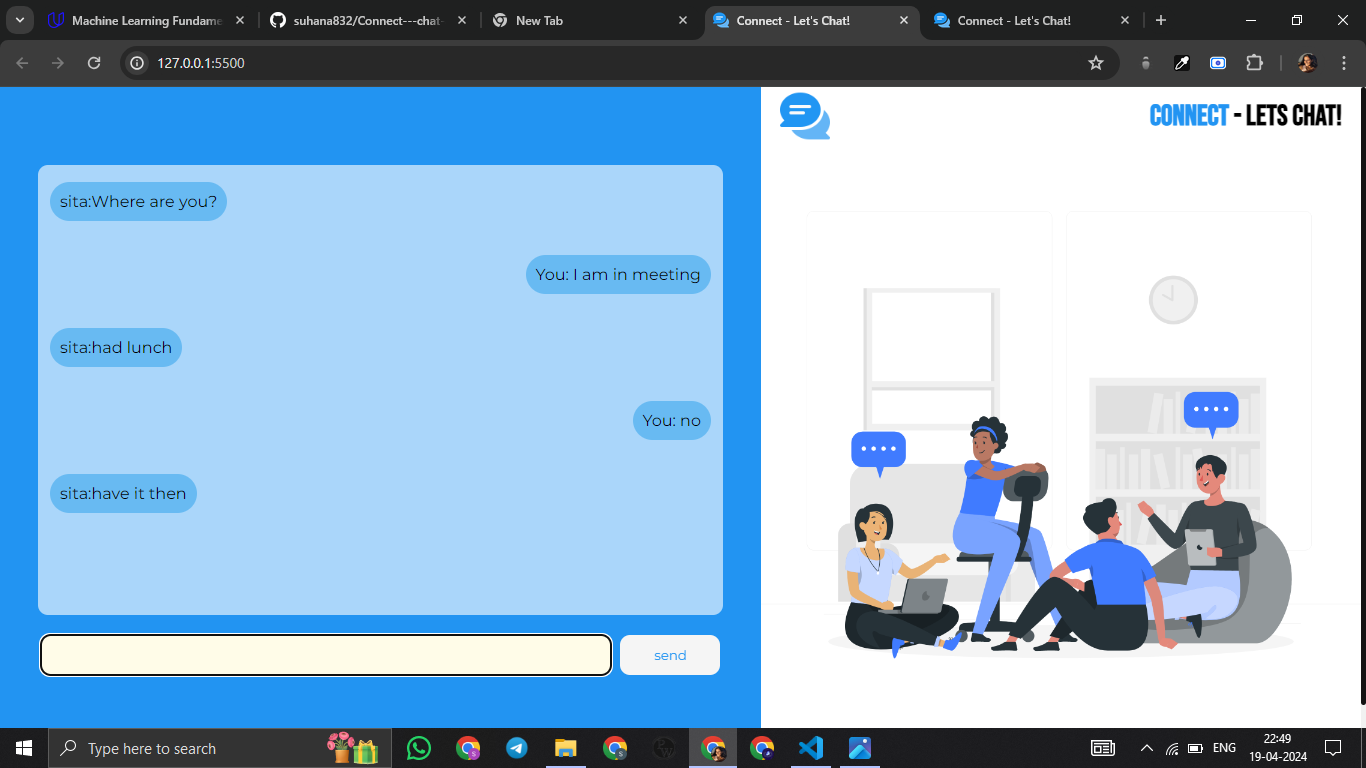 Machine Learning Fundame
suhana832/Connect---chat-
New Tab
Connect - Let's Chat!
Connect - Let's Chat!
127.0.0.1:5500
CONNECT - LETS CHAT!
sita:Where are you?
You: I am in meeting
sita:had lunch
You: no
sita:have it then
send
Type here to search
ENG
22:49
19-04-2024